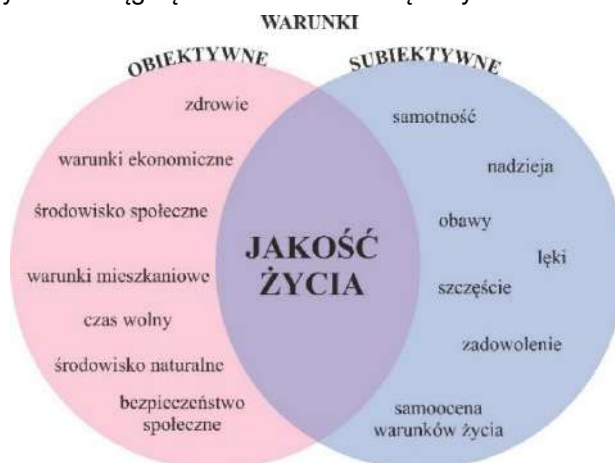 WARUNKI
OBIEKTYWNE
SUBIEKTYWNE
zdrowie
warunki ekonomiczne
środowisko społeczne
warunki mieszkaniowe
czas wolny
środowisko naturalne
bezpieczeństwo
społeczne
JAKOŚĆ
ŻYCIA
samotność
nadzieja
obawy
lęki
szczęście
zadowolenie
samoocena
warunków życia